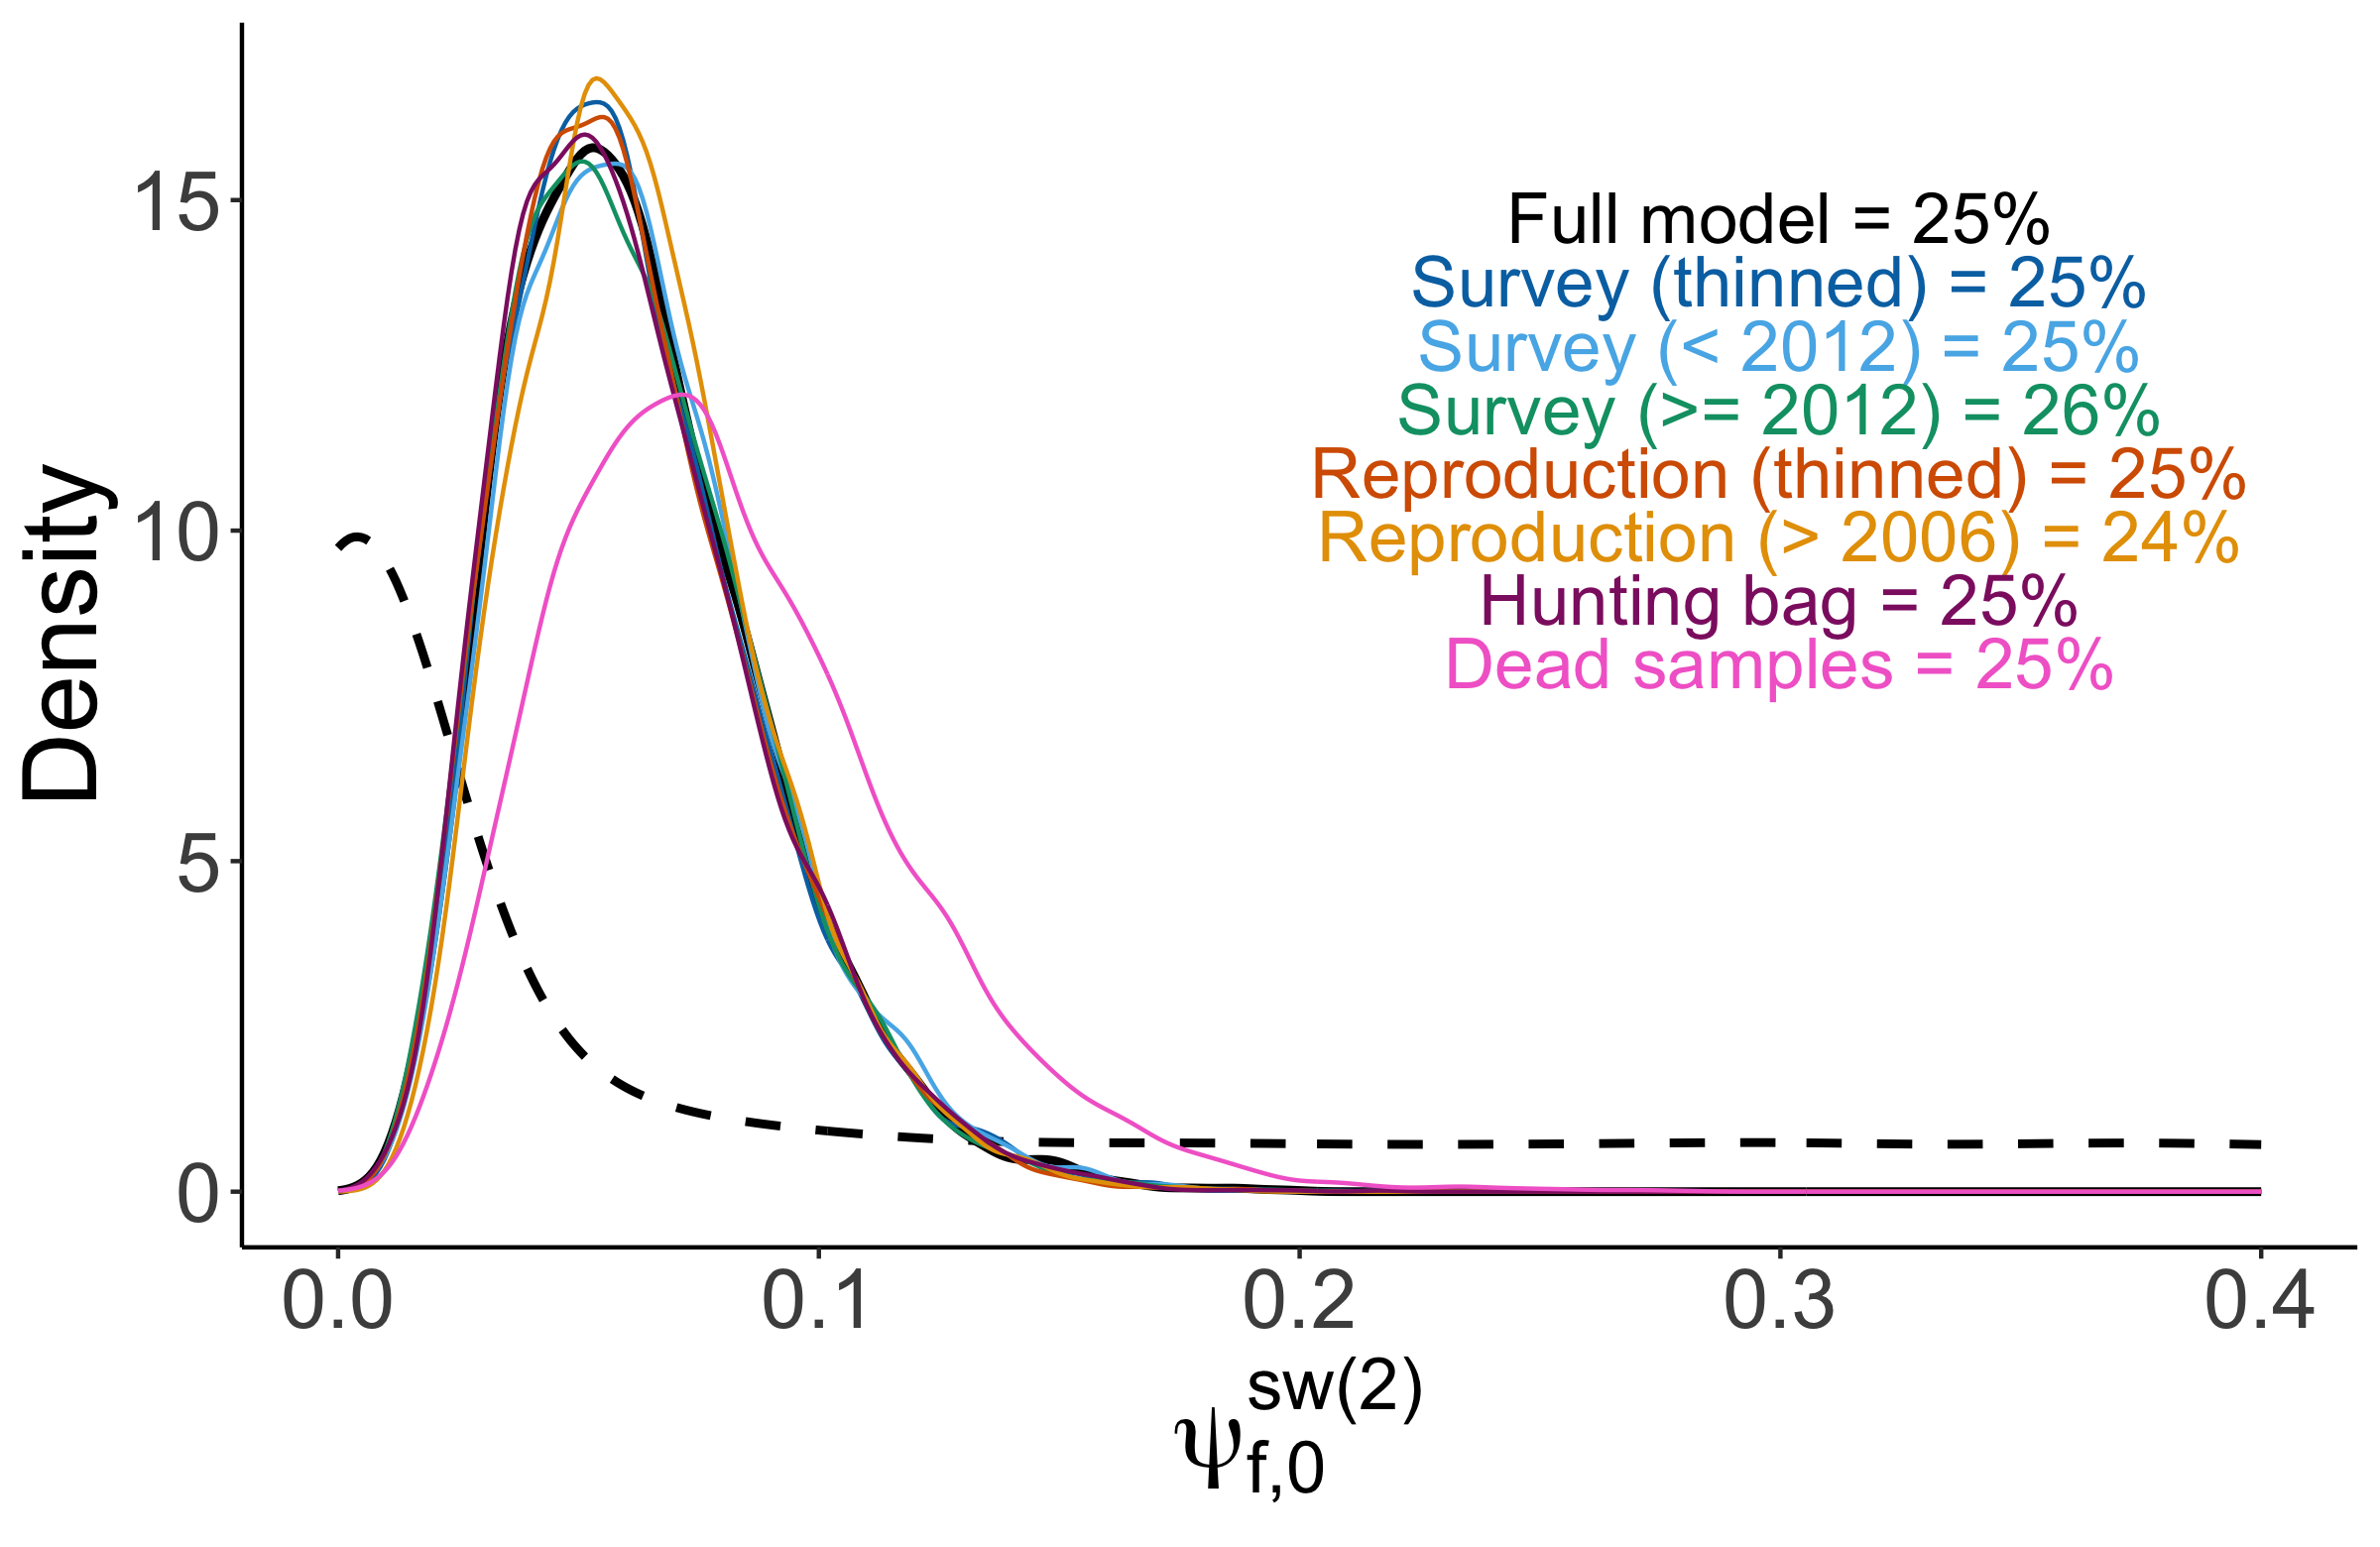 15
10
5
0
Density
Full model = 25%
Survey (thinned) = 25%
Survey (< 2012) = 25%
Survey (>= 2012) = 26%
Reproduction (thinned) = 25%
Reproduction (> 2006) = 24%
Hunting bag = 25%
Dead samples = 25%
0.0 0.1 0.2 0.3 0.4
ψf,0sw(2)